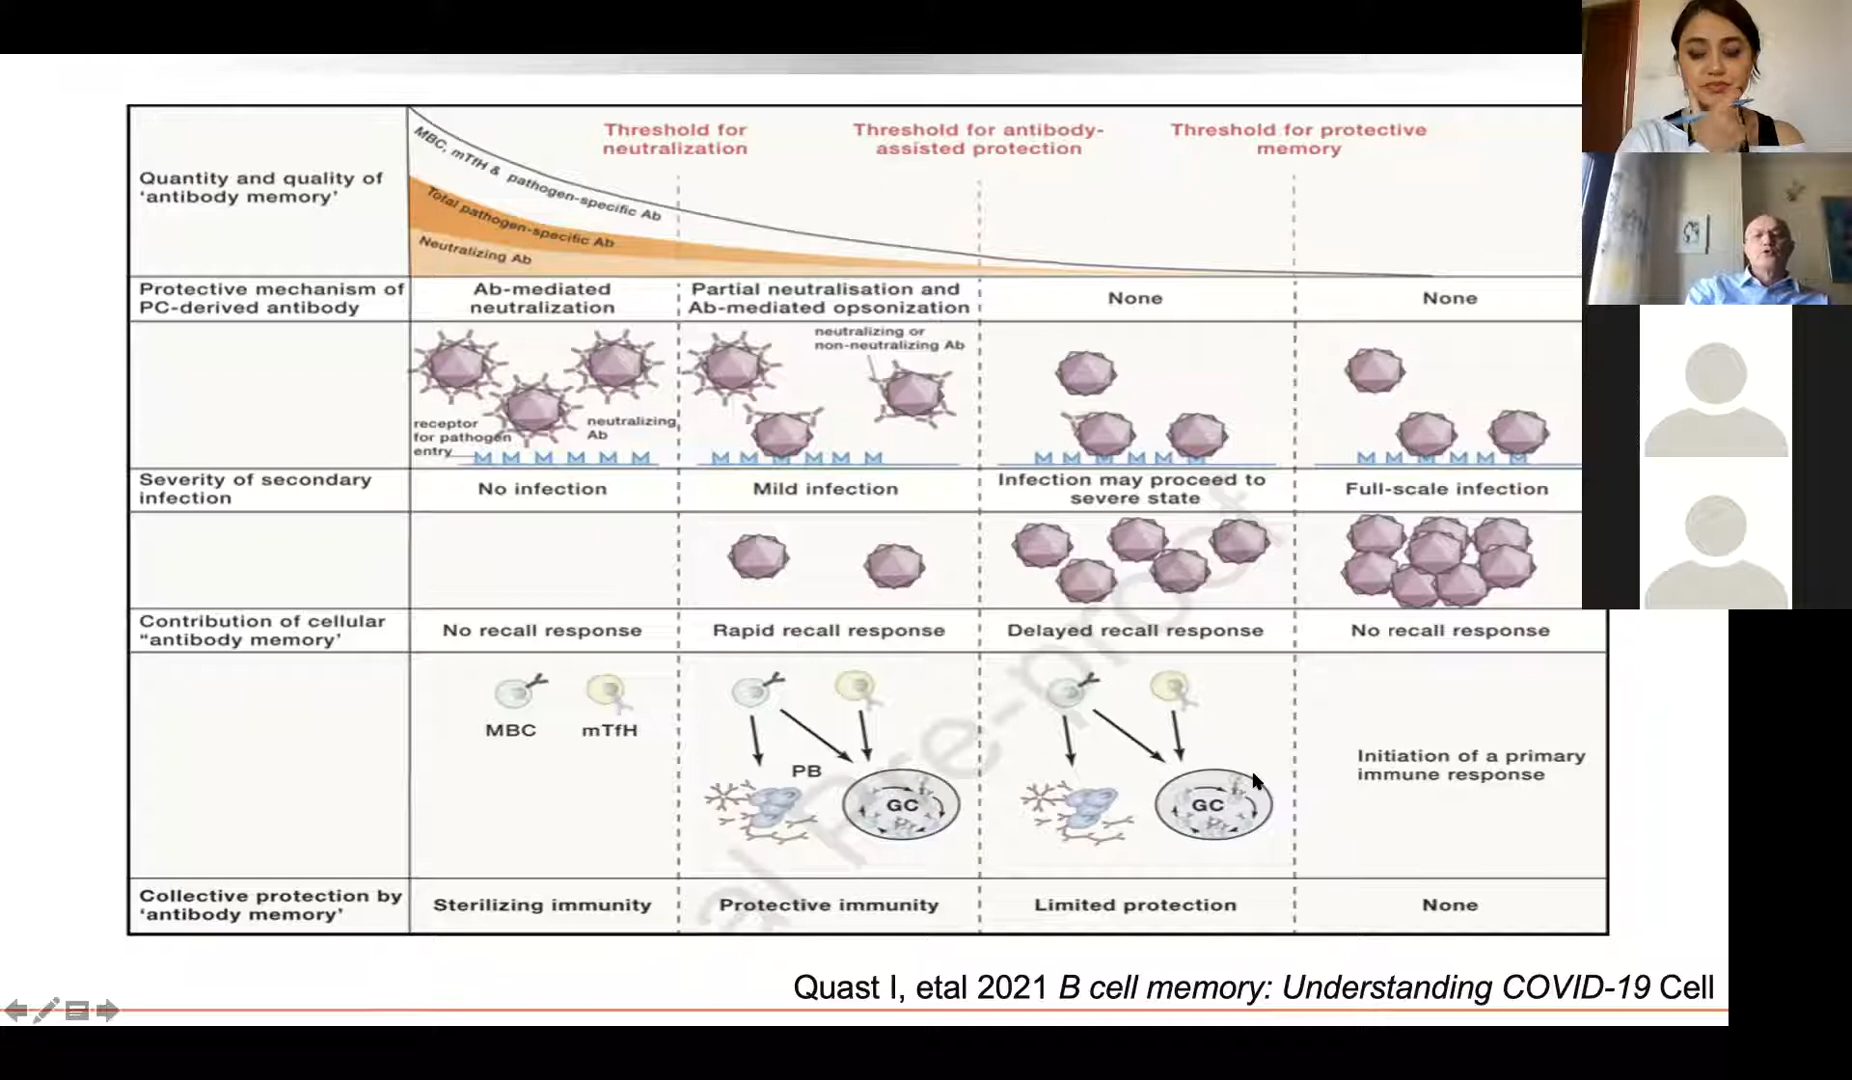 Threshold for
neutralization
Threshold for antibody-
assisted protection
Threshold for protective
memory
Quantity and quality of
‘antibody memory’
MBC, mTfH & pathogen-specific Ab
Total pathogen-specific Ab
Neutralizing Ab
Protective mechanism of
PC-derived antibody
Ab-mediated
neutralization
Partial neutralisation and
Ab-mediated opsonization
None
None
neutralizing or
non-neutralizing Ab
receptor
for pathogen
entry
neutralizing
Ab
Severity of secondary
infection
No infection
Mild infection
Infection may proceed to
severe state
Full-scale infection
Contribution of cellular
“antibody memory’
No recall response
Rapid recall response
Delayed recall response
No recall response
MBC
mTfH
PB
GC
GC
Initiation of a primary
immune response
Collective protection by
‘antibody memory’
Sterilizing immunity
Protective immunity
Limited protection
None
al Pre-proof
Quast I, etal 2021 B cell memory: Understanding COVID-19 Cell